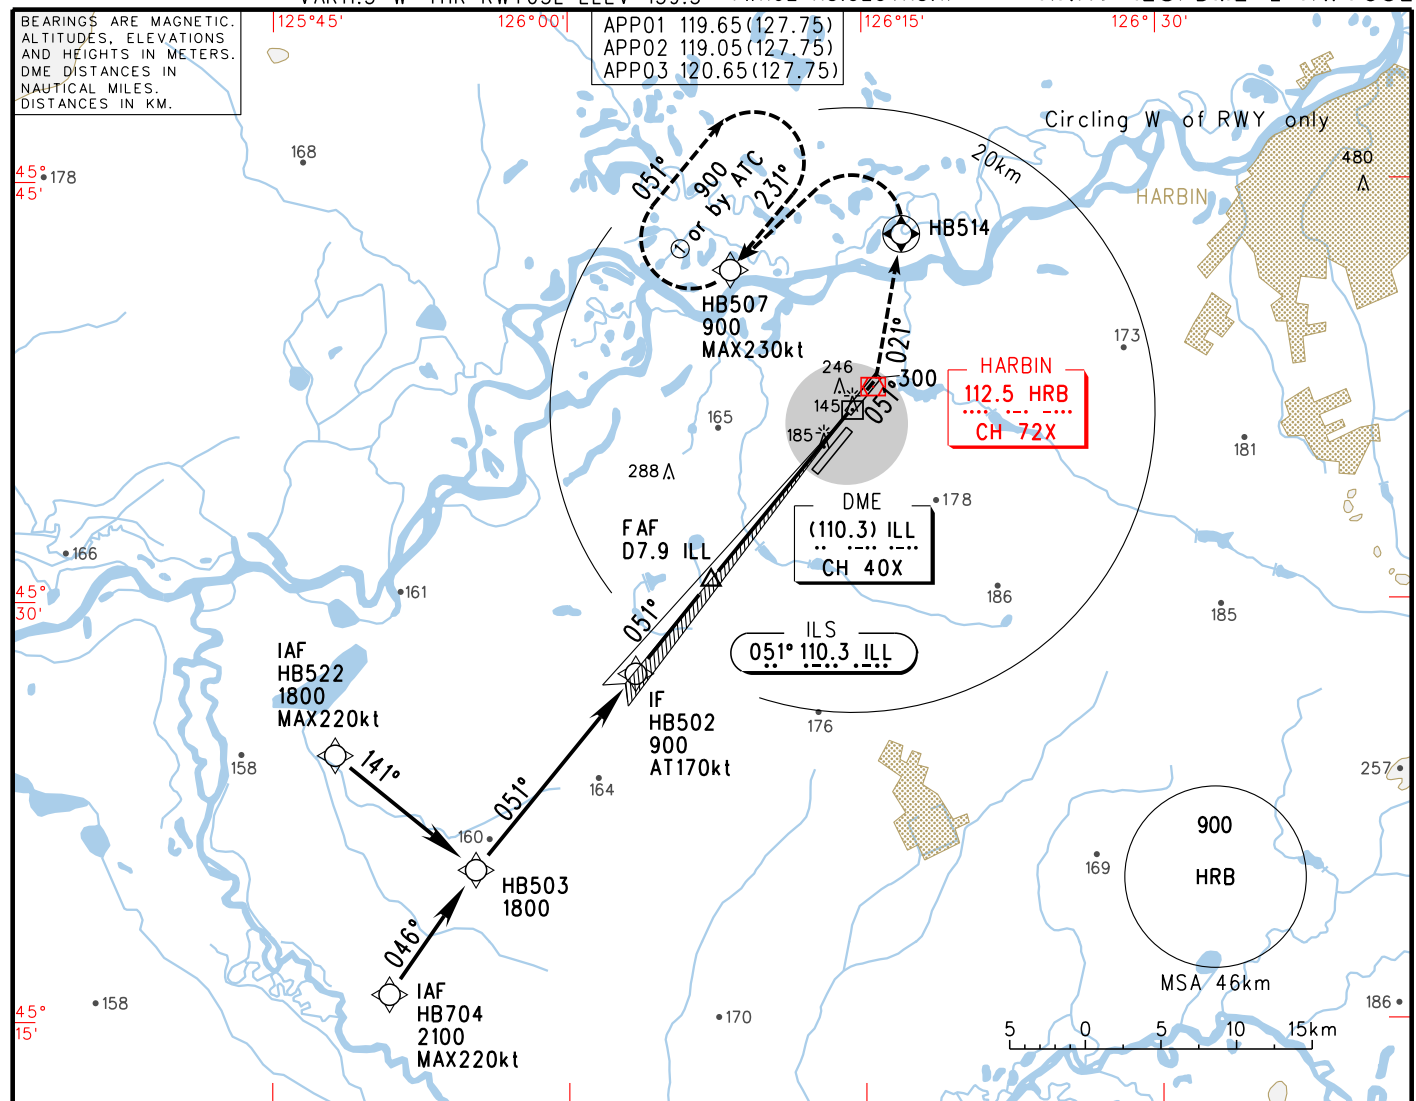 BEARINGS ARE MAGNETIC.
ALTITUDES, ELEVATIONS
AND HEIGHTS IN METERS.
DME DISTANCES IN
NAUTICAL MILES.
DISTANCES IN KM.
125°45'
126°00'
126°15'
126°30'
APP01 119.65(127.75)
APP02 119.05(127.75)
APP03 120.65(127.75)
Circling W of RWY only
20km
480
HARBIN
168
45°
45'
178
051°
900
① or by ATC
231°
HB514
HB507
900
MAX230kt
021°
173
246
300
145
051°
185
HARBIN
112.5 HRB
CH 72X
165
181
288
178
DME
(110.3) ILL
CH 40X
FAF
D7.9 ILL
166
161
186
185
45°
30'
051°
ILS
051° 110.3 ILL
IAF
HB522
1800
MAX220kt
IF
HB502
900
AT170kt
176
158
141°
257
164
051°
160
900
HRB
169
HB503
1800
046°
MSA 46km
IAF
HB704
2100
MAX220kt
158
170
186
45°
15'
5 0 5 10 15km